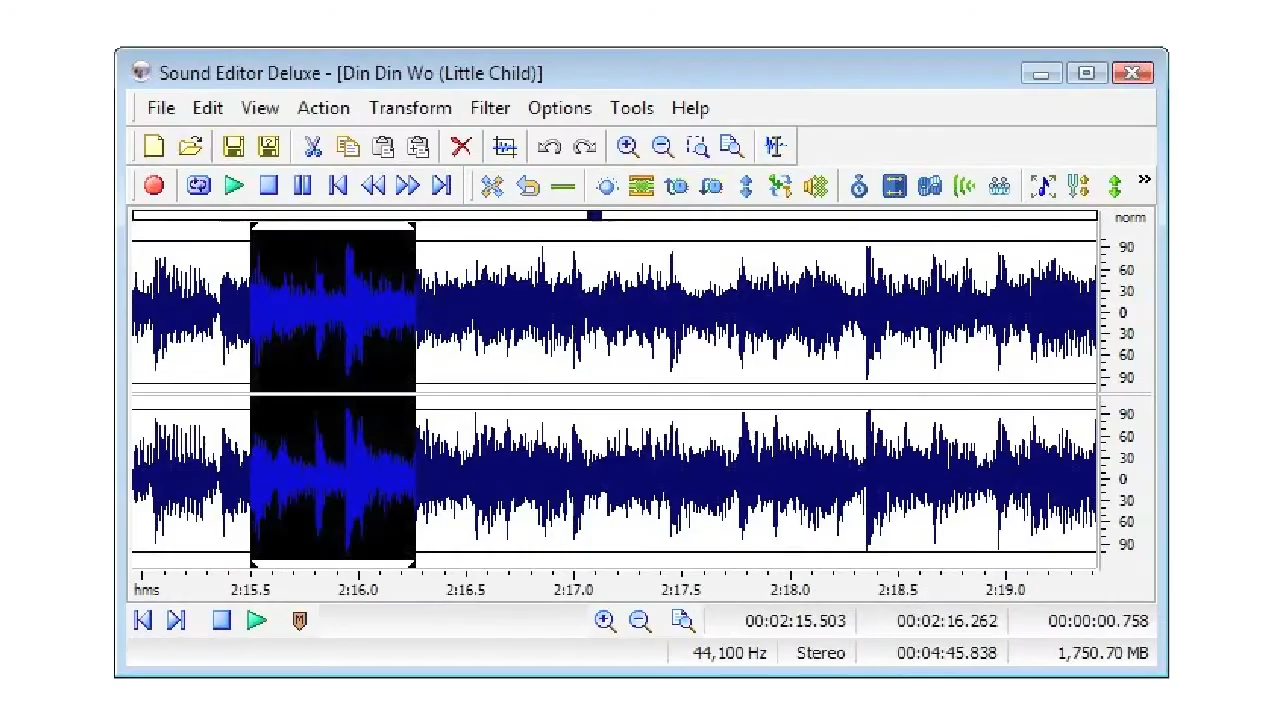 Sound Editor Deluxe - [Din Din Wo (Little Child)]
File Edit View Action Transform Filter Options Tools Help
norm
90
60
30
0
30
60
90
90
60
30
0
30
60
90
hms 2:15.5 2:16.0 2:16.5 2:17.0 2:17.5 2:18.0 2:18.5 2:19.0
M 00:02:15.503 00:02:16.262 00:00:00.758
44,100 Hz Stereo 00:04:45.838 1,750.70 MB